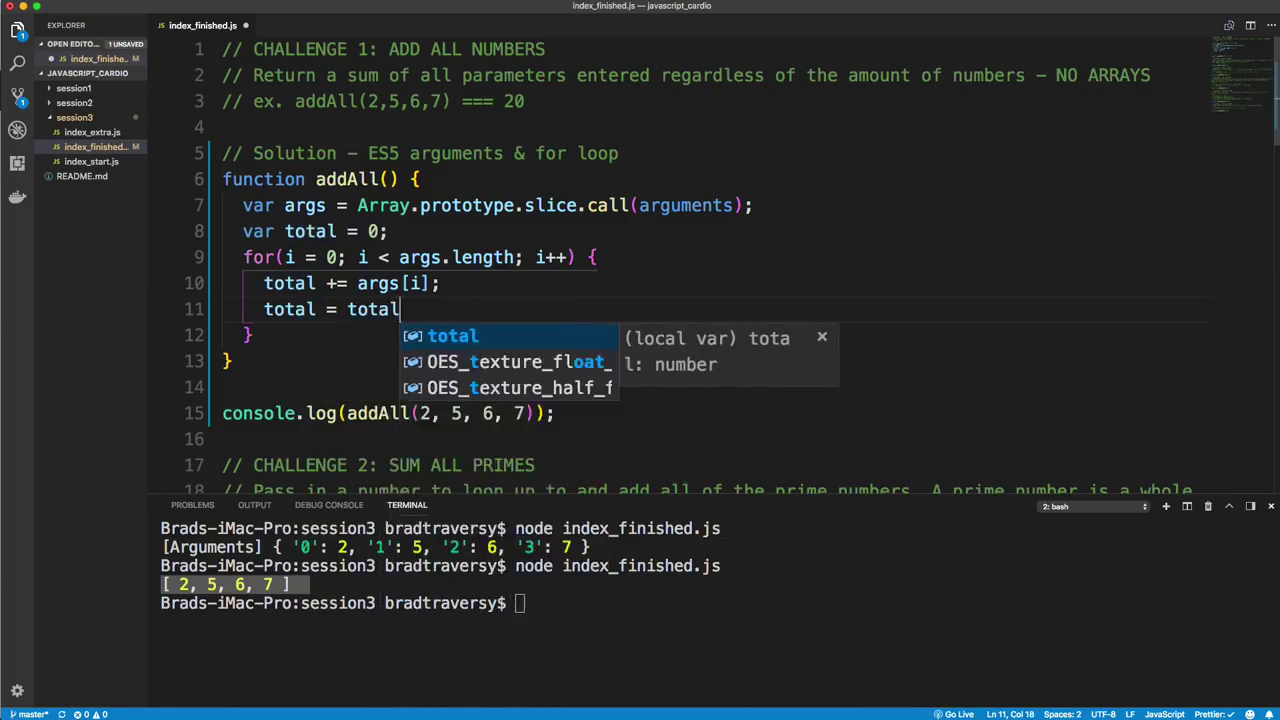 index_finished.js — javascript_cardio
EXPLORER
OPEN EDITO... 1 UNSAVED
index_finishe... M
JAVASCRIPT_CARDIO
session1
session2
session3
JS index_extra.js
JS index_finished... M
JS index_start.js
README.md
JS index_finished.js
1 // CHALLENGE 1: ADD ALL NUMBERS
2 // Return a sum of all parameters entered regardless of the amount of numbers - NO ARRAYS
3 // ex. addAll(2,5,6,7) === 20
4
5 // Solution - ES5 arguments & for loop
6 function addAll() {
7 var args = Array.prototype.slice.call(arguments);
8 var total = 0;
9 for(i = 0; i < args.length; i++) {
10 total += args[i];
11 total = total
12 }
13 }
14
15 console.log(addAll(2, 5, 6, 7));
16
17 // CHALLENGE 2: SUM ALL PRIMES
18 // Pass in a number to loop up to and add all of the prime numbers. A prime number is a whole
total
OES_texture_float_
OES_texture_half_f
(local var) tota
l: number
PROBLEMS OUTPUT DEBUG CONSOLE TERMINAL
2: bash
Brads-iMac-Pro:session3 bradtraversy$ node index_finished.js
[Arguments] { '0': 2, '1': 5, '2': 6, '3': 7 }
Brads-iMac-Pro:session3 bradtraversy$ node index_finished.js
[ 2, 5, 6, 7 ]
Brads-iMac-Pro:session3 bradtraversy$
master* 0 0 Go Live Ln 11, Col 18 Spaces: 2 UTF-8 LF JavaScript Prettier: ✓